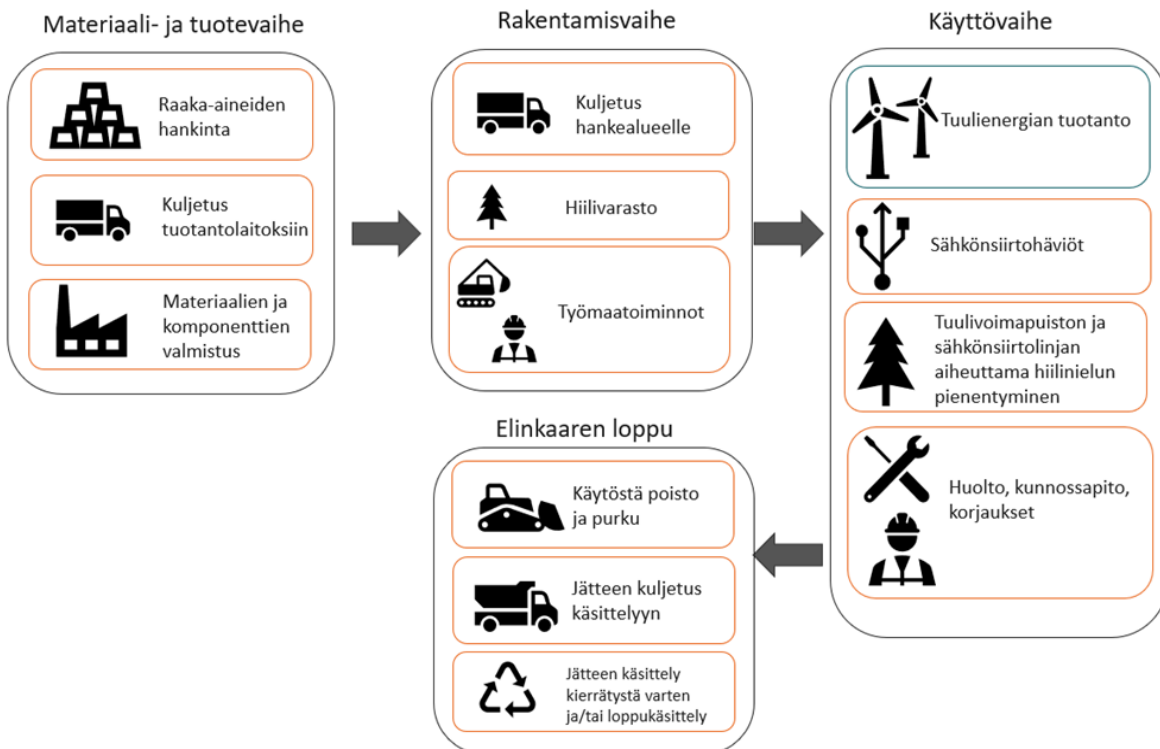 Materiaali- ja tuotevaihe
Raaka-aineiden
hankinta
Kuljetus
tuotantolaitoksiin
Materiaalien ja
komponenttien
valmistus
Rakentamisvaihe
Kuljetus
hankealueelle
Hiilivarasto
Työmaatoiminnot
Käyttövaihe
Tuulienergian tuotanto
Sähkönsiirtohäviöt
Tuulivoimapuiston ja
sähkönsiirtolinjan
aiheuttama hiilinielun
pienentyminen
Huolto, kunnossapito,
korjaukset
Elinkaaren loppu
Käytöstä poisto
ja purku
Jätteen kuljetus
käsittelyyn
Jätteen käsittely
kierrätystä varten
ja/tai loppukäsittely